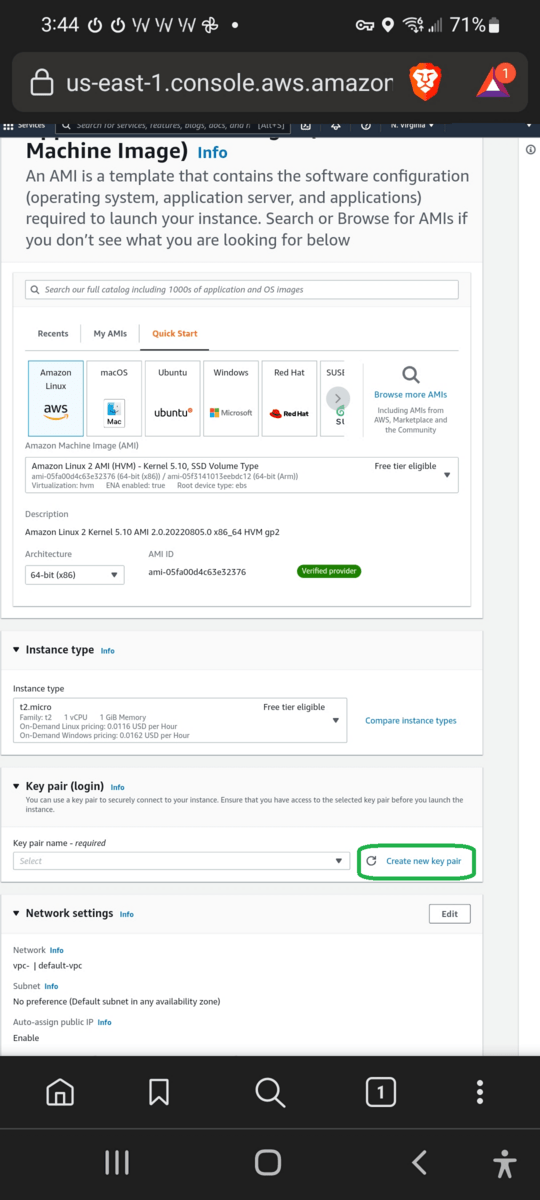 3:44
71%
us-east-1.console.aws.amazon
1
Services
Search for services, features, blogs, docs, and n
[Alt+S]
N. Virginia
Machine Image) Info
An AMI is a template that contains the software configuration
(operating system, application server, and applications)
required to launch your instance. Search or Browse for AMIs if
you don’t see what you are looking for below
Search our full catalog including 1000s of application and OS images
Recents
My AMIs
Quick Start
Amazon
Linux
aws
macOS
Mac
Ubuntu
ubuntu
Windows
Microsoft
Red Hat
RedHat
SUSE
SU
Browse more AMIs
Including AMIs from
AWS, Marketplace and
the Community
Amazon Machine Image (AMI)
Amazon Linux 2 AMI (HVM) - Kernel 5.10, SSD Volume Type
Free tier eligible
ami-05fa00d4c63e32376 (64-bit (x86)) / ami-05f3141013eebdc12 (64-bit (Arm))
Virtualization: hvm ENA enabled: true Root device type: ebs
Description
Amazon Linux 2 Kernel 5.10 AMI 2.0.20220805.0 x86_64 HVM gp2
Architecture
AMI ID
64-bit (x86)
ami-05fa00d4c63e32376
Verified provider
Instance type Info
Instance type
t2.micro
Free tier eligible
Family: t2 1 vCPU 1 GiB Memory
On-Demand Linux pricing: 0.0116 USD per Hour
On-Demand Windows pricing: 0.0162 USD per Hour
Compare instance types
Key pair (login) Info
You can use a key pair to securely connect to your instance. Ensure that you have access to the selected key pair before you launch the
instance.
Key pair name - required
Select
Create new key pair
Network settings Info
Edit
Network Info
vpc- | default-vpc
Subnet Info
No preference (Default subnet in any availability zone)
Auto-assign public IP Info
Enable
1